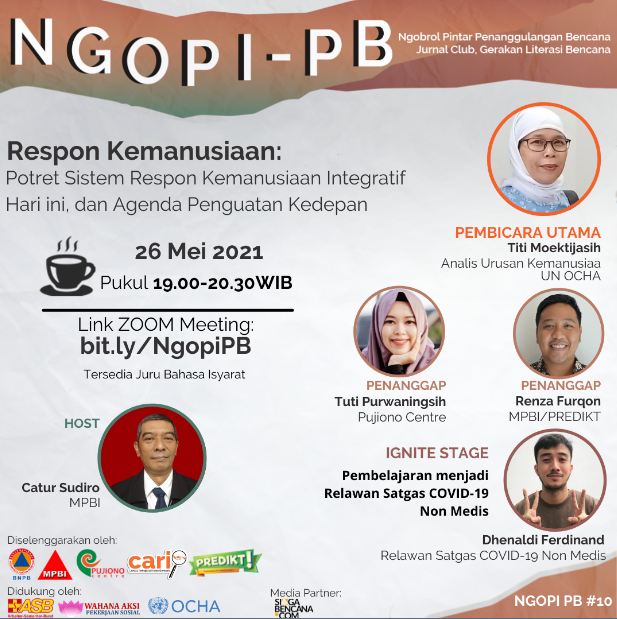 NGOPI-PB
Ngobrol Pintar Penanggulangan Bencana
Jurnal Club, Gerakan Literasi Bencana
Respon Kemanusiaan:
Potret Sistem Respon Kemanusiaan Integratif
Hari ini, dan Agenda Penguatan Kedepan
26 Mei 2021
Pukul 19.00-20.30WIB
Link ZOOM Meeting:
bit.ly/NgopiPB
Tersedia Juru Bahasa Isyarat
PEMBICARA UTAMA
Titi Moektijasih
Analis Urusan Kemanusiaa
UN OCHA
PENANGGAP
Tuti Purwaningsih
Pujiono Centre
PENANGGAP
Renza Furqon
MPBI/PREDIKT
HOST
Catur Sudiro
MPBI
IGNITE STAGE
Pembelajaran menjadi
Relawan Satgas COVID-19
Non Medis
Dhenaldi Ferdinand
Relawan Satgas COVID-19 Non Medis
Diselenggarakan oleh:
BNPB
MPBI
PUJIONO
centre
cari
PREDIKT!
Didukung oleh:
ASB
WAHANA AKSI
PEKERJAAN SOSIAL
OCHA
Media Partner:
BENCANA
.COM
NGOPI PB #10